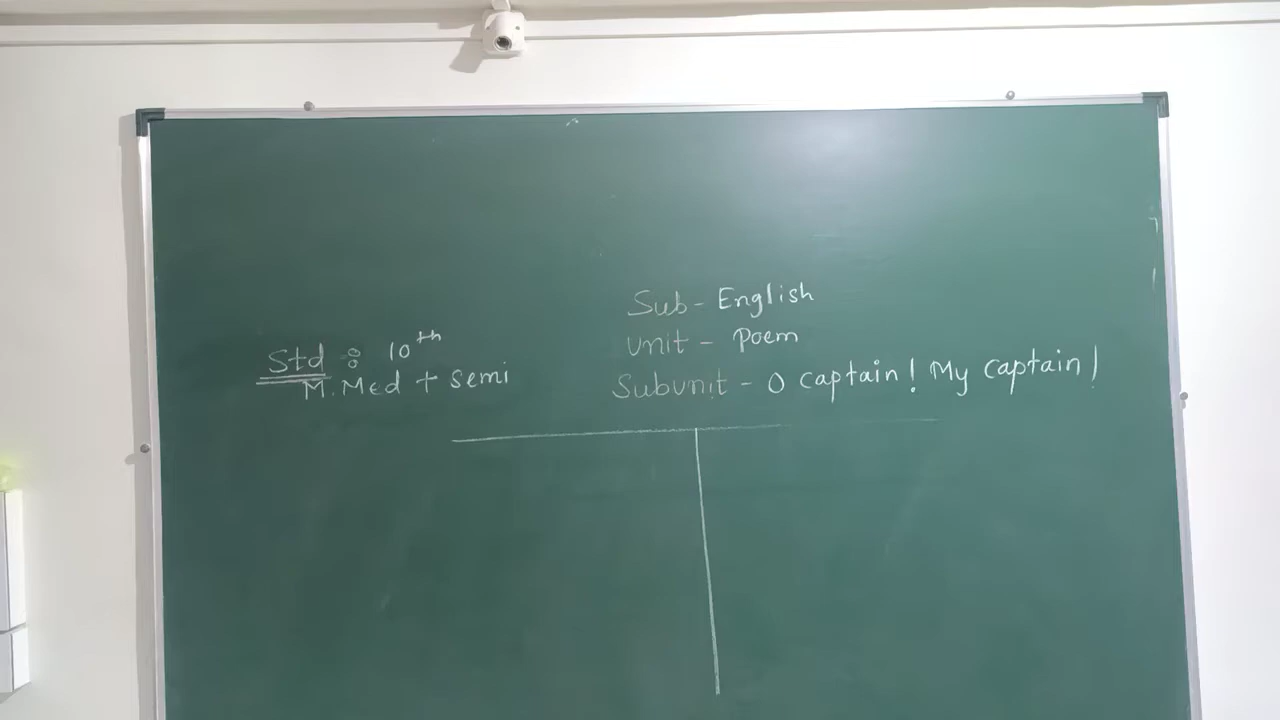 Std : 10th
M.Med + semi
Sub - English
Unit - Poem
Subunit - O captain! My captain!